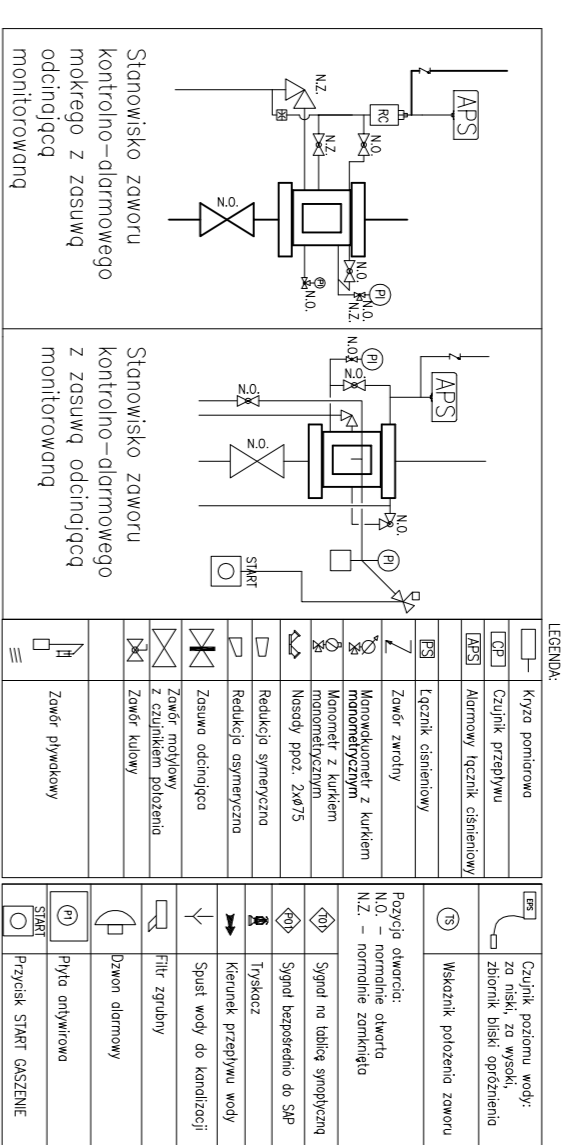 LEGENDA:
N.Z.
RC
APS
N.Z.
N.O.
N.O.
N.O.
PI
N.O.
N.Z.
PI
N.O.
Stanowisko zaworu
kontrolno-alarmowego
mokrego z zasuwą
odcinającą
monitorowaną
N.O.
PI
N.O.
APS
N.O.
N.O.
N.O.
PI
START
Stanowisko zaworu
kontrolno-alarmowego
z zasuwą odcinającą
monitorowaną
Kryza pomiarowa
CP
Czujnik przepływu
APS
Alarmowy łącznik ciśnieniowy
PS
Łącznik ciśnieniowy
Zawór zwrotny
Manowakuometr z kurkiem
manometrycznym
Manometr z kurkiem
manometrycznym
Nasady ppoż. 2xø75
Redukcja symeryczna
Redukcja asymeryczna
Zasuwa odcinająca
Zawór motylowy
z czujnikiem położenia
Zawór kulowy
Zawór pływakowy
EPS
Czujnik poziomu wody:
za niski, za wysoki,
zbiornik bliski opróżnienia
TS
Wskaźnik położenia zaworu
Pozycja otwarcia:
N.O. - normalnie otwarta
N.Z. - normalnie zamknięta
T01
Sygnał na tablicę synoptyczną
P01
Sygnał bezpośrednio do SAP
Tryskacz
Kierunek przepływu wody
Spust wody do kanalizacji
Filtr zgrubny
Dzwon alarmowy
P1
Płyta antywirowa
START
Przycisk START GASZENIE